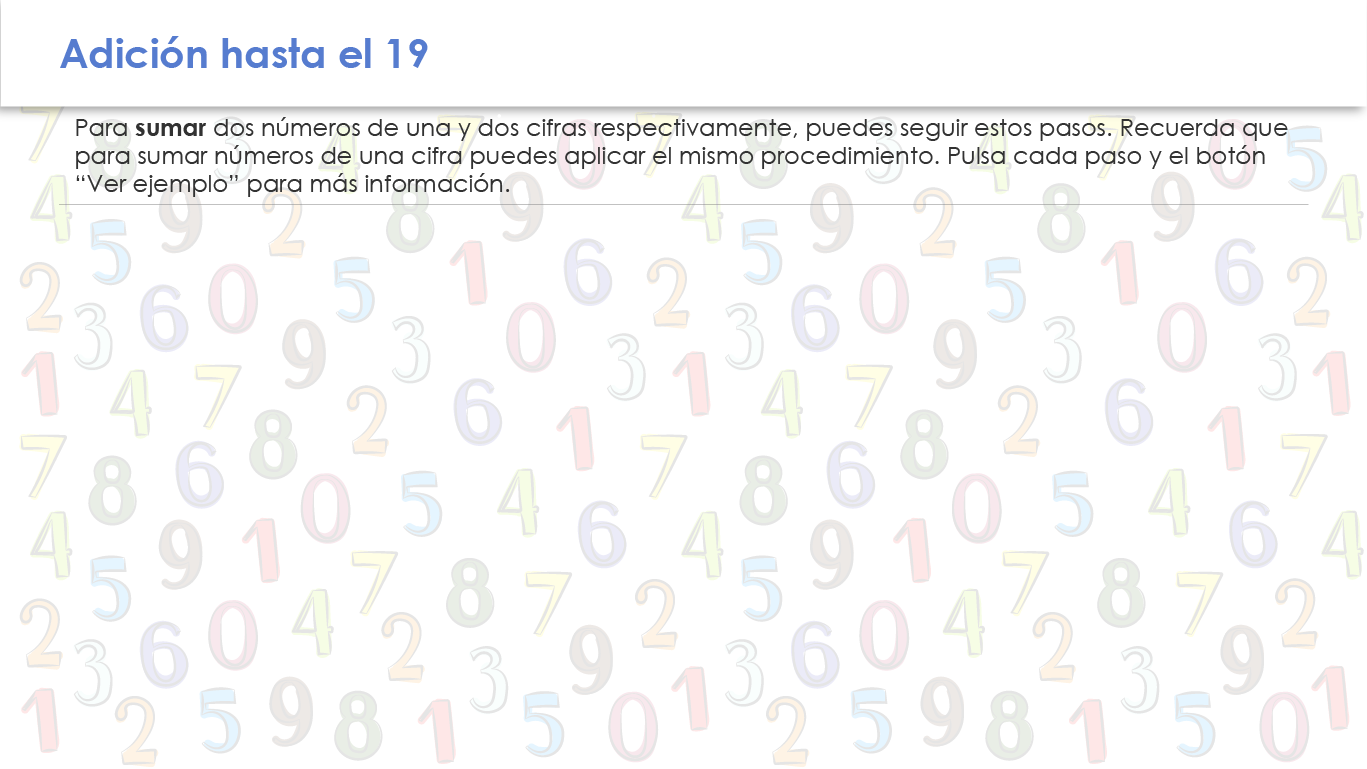 Adición hasta el 19
Para sumar dos números de una y dos cifras respectivamente, puedes seguir estos pasos. Recuerda que
para sumar números de una cifra puedes aplicar el mismo procedimiento. Pulsa cada paso y el botón
“Ver ejemplo” para más información.